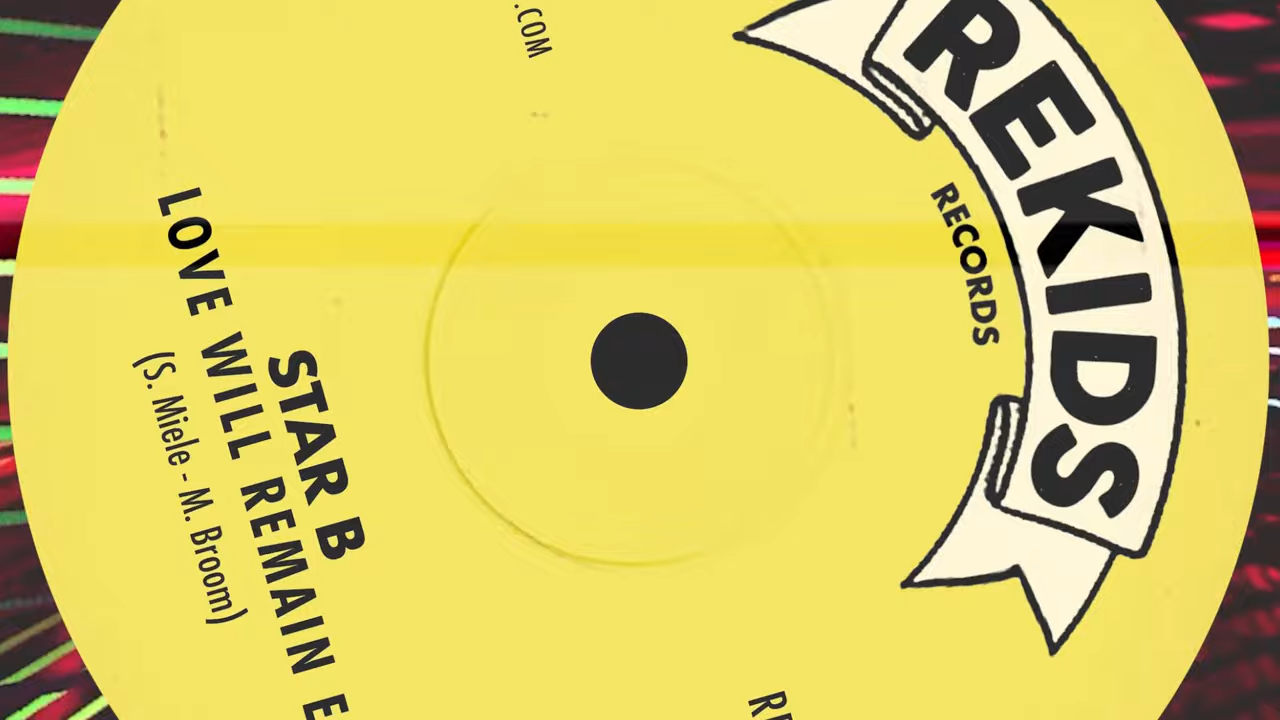 REKIDS
RECORDS
.COM
STAR B
LOVE WILL REMAIN E
(S. Miele - M. Broom)